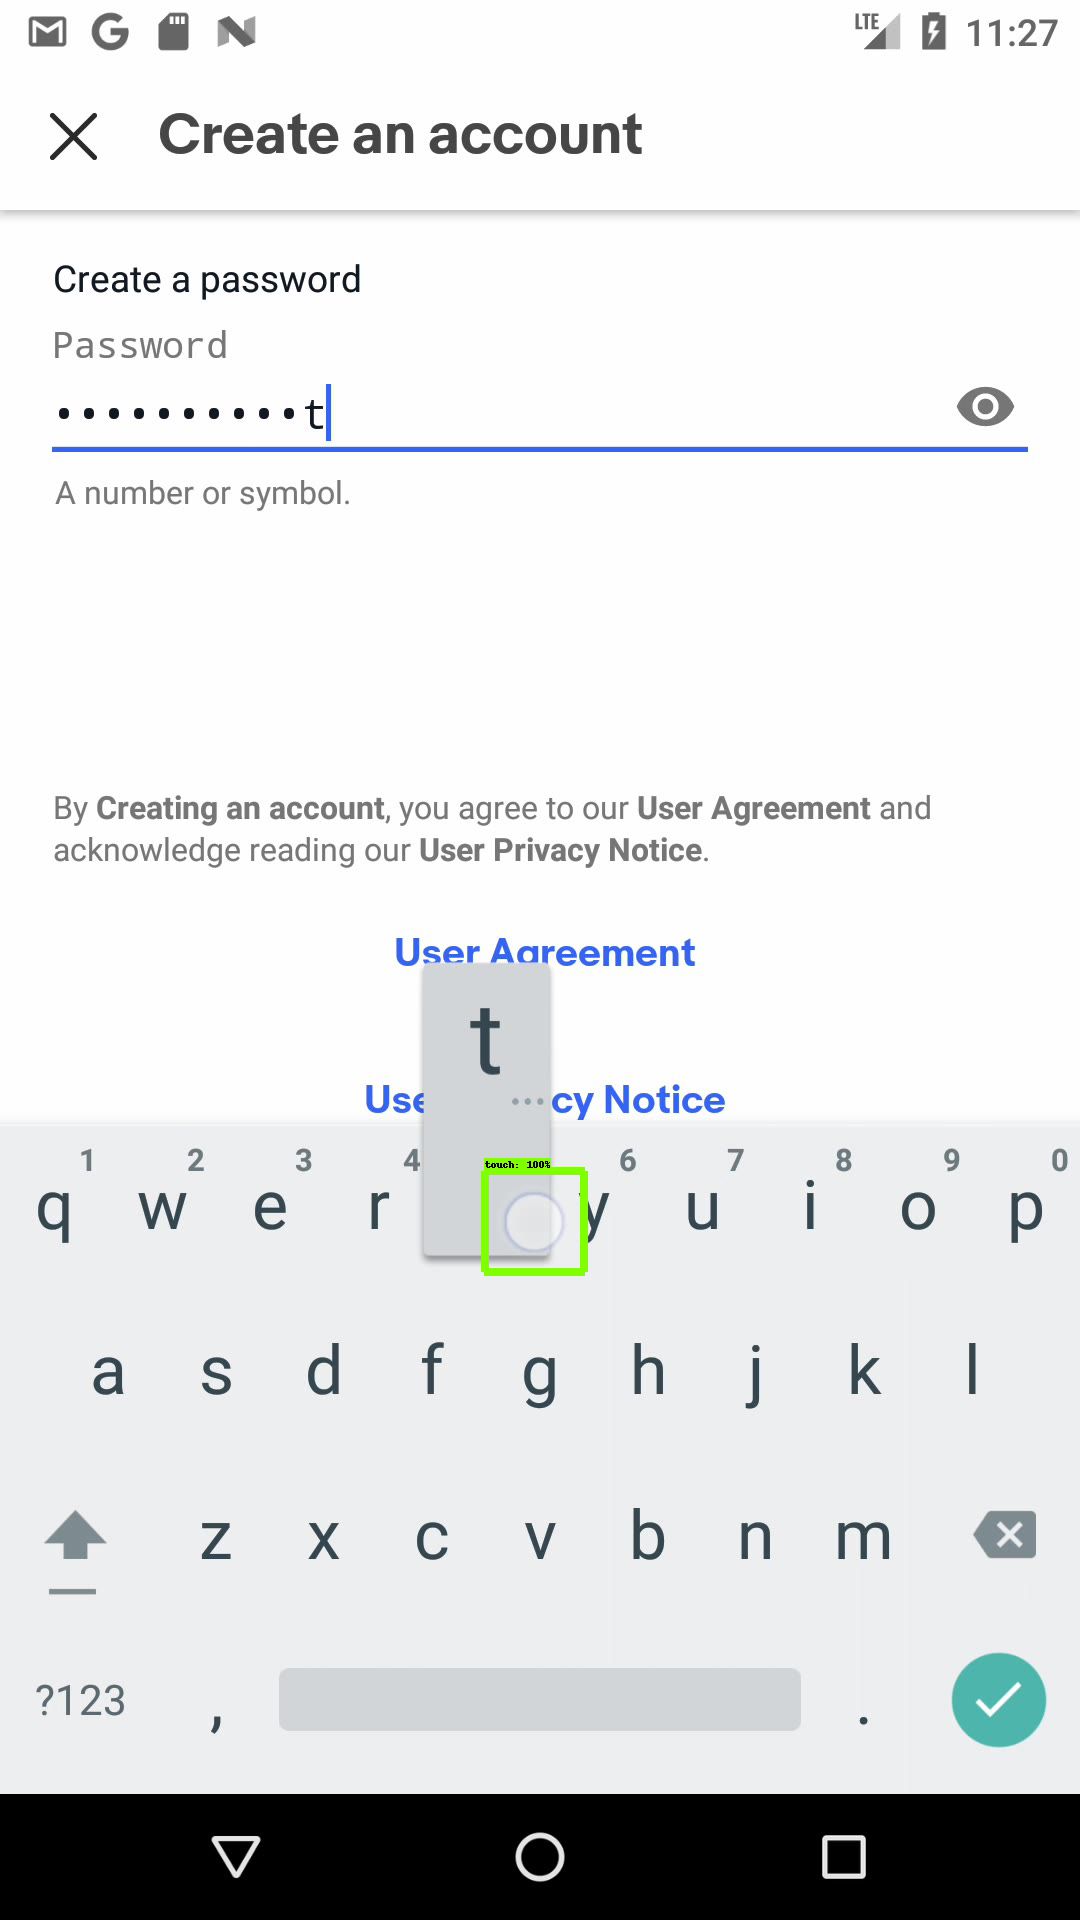 LTE 11:27
Create an account
Create a password
Password
••••••••••t
A number or symbol.
By Creating an account, you agree to our User Agreement and
acknowledge reading our User Privacy Notice.
User Agreement
t
Use cy Notice
touch: 100%
1 2 3 4 6 7 8 9 0
q w e r y u i o p
a s d f g h j k l
z x c v b n m
?123 , .